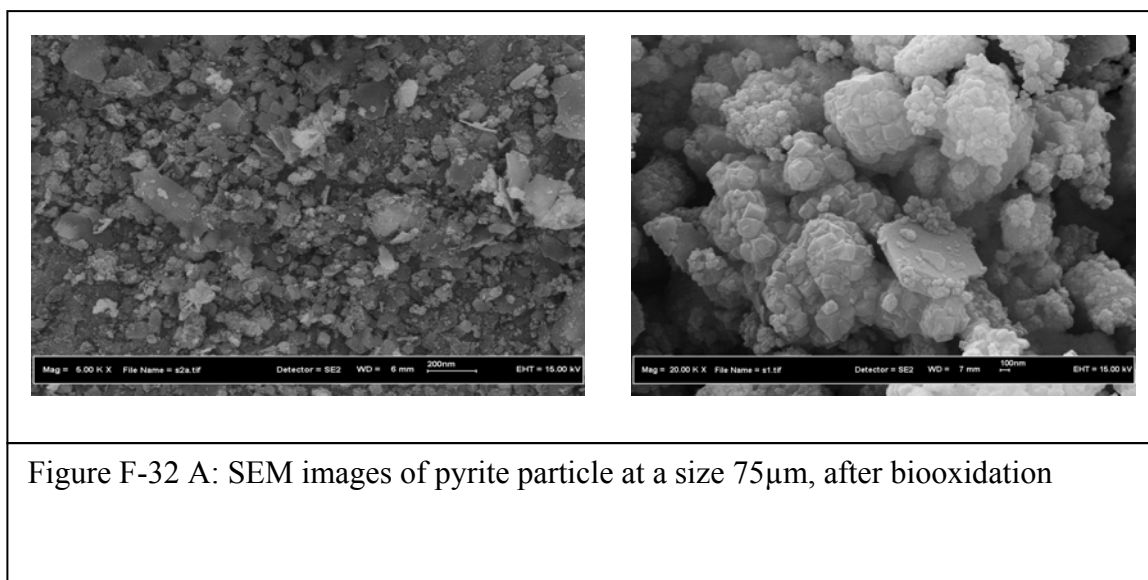 Mag = 5.00 K X File Name = s2a.tif Detector = SE2 WD = 6 mm 200nm EHT = 15.00 kV
Mag = 20.00 K X File Name = s1.tif Detector = SE2 WD = 7 mm 100nm EHT = 15.00 kV
Figure F-32 A: SEM images of pyrite particle at a size 75µm, after biooxidation